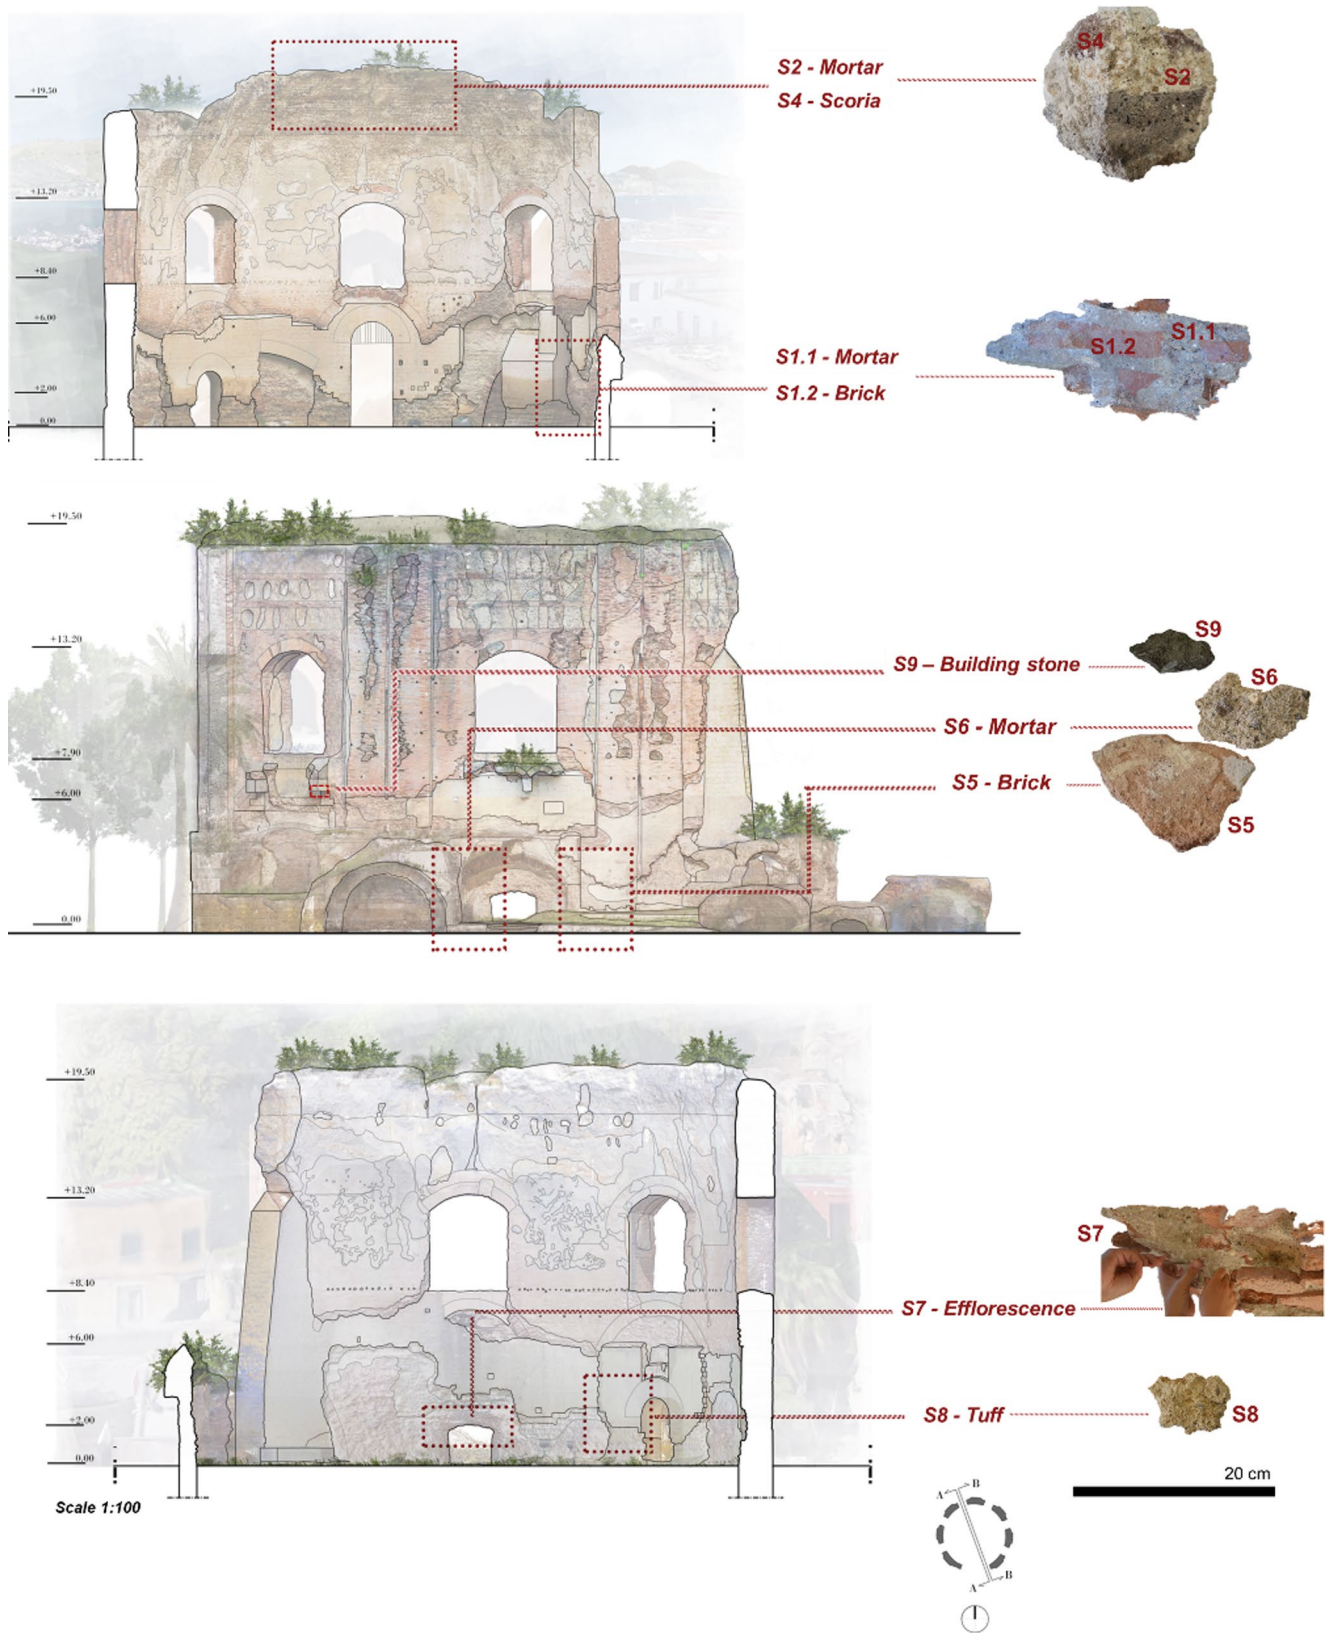 S4
S2 - Mortar
S2
+19.50
S4 - Scoria
+13.20
+8.40
+6.00
S1.1
S1.2
S1.1 - Mortar
+2.00
S1.2 - Brick
0.00
+19.50
S9
+13.20
S9 – Building stone
S6
S6 - Mortar
+7.90
S5 - Brick
+6.00
S5
0.00
+19.50
+13.20
S7
+8.40
S7 - Efflorescence
+6.00
S8 - Tuff
S8
+2.00
0.00
20 cm
A B
Scale 1:100
A B